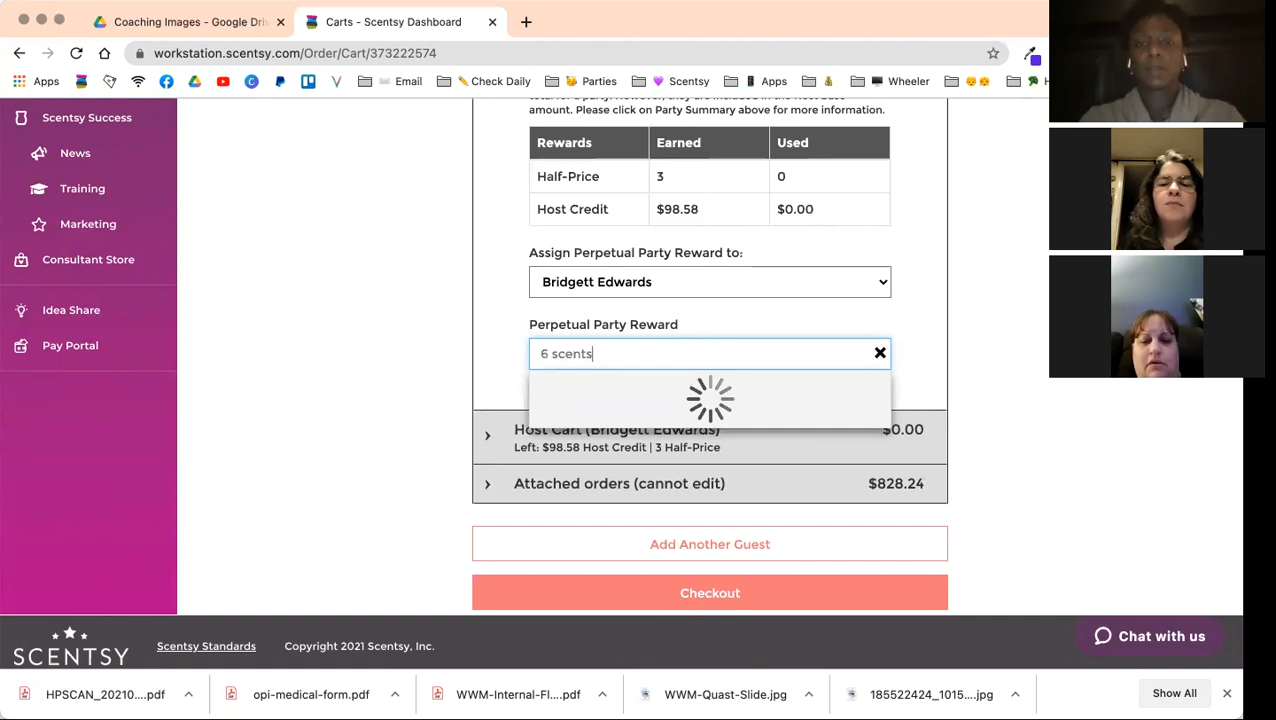 Coaching Images - Google Driv
Carts - Scentsy Dashboard
workstation.scentsy.com/Order/Cart/373222574
Apps
Email
Check Daily
Parties
Scentsy
Apps
Wheeler
H
Scentsy Success
News
Training
Marketing
Consultant Store
Idea Share
Pay Portal
amount. Please click on Party Summary above for more information.
Rewards Earned Used
Half-Price 3 0
Host Credit $98.58 $0.00
Assign Perpetual Party Reward to:
Bridgett Edwards
Perpetual Party Reward
6 scents
Host Cart (Bridgett Edwards) $0.00
Left: $98.58 Host Credit | 3 Half-Price
Attached orders (cannot edit) $828.24
Add Another Guest
Checkout
SCENTSY
Scentsy Standards
Copyright 2021 Scentsy, Inc.
Chat with us
HPSCAN_20210....pdf
opi-medical-form.pdf
WWM-Internal-Fl....pdf
WWM-Quast-Slide.jpg
185522424_1015....jpg
Show All